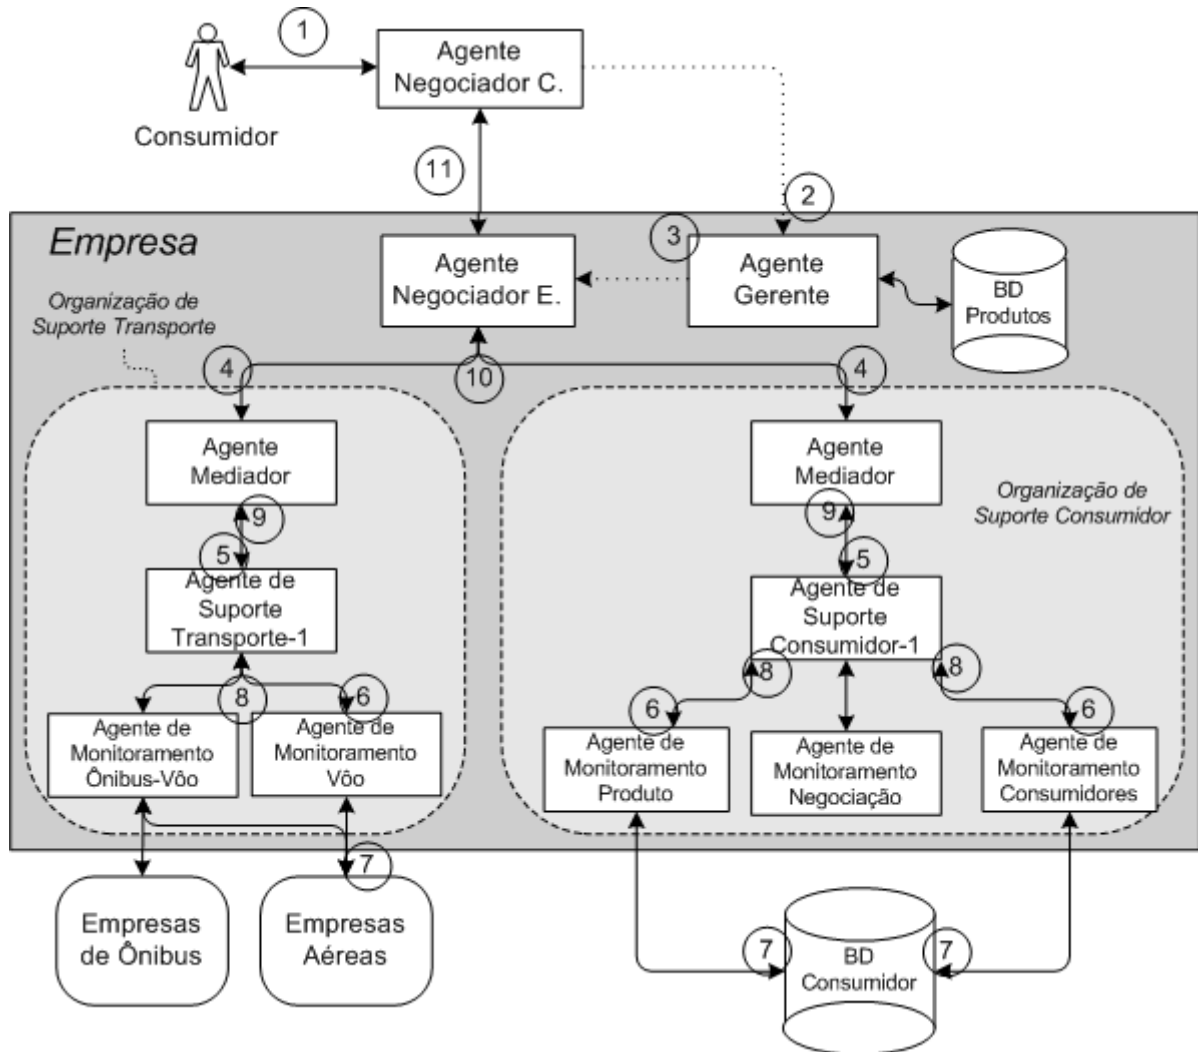 1
Agente
Negociador C.
Consumidor
11
2
Empresa
3
Agente
Negociador E.
Agente
Gerente
BD
Produtos
Organização de
Suporte Transporte
4
10
4
Agente
Mediador
Agente
Mediador
Organização de
Suporte Consumidor
9
5
9
5
Agente de
Suporte
Transporte-1
Agente de
Suporte
Consumidor-1
8
6
8
8
6
6
Agente de
Monitoramento
Ônibus-Vôo
Agente de
Monitoramento
Vôo
Agente de
Monitoramento
Produto
Agente de
Monitoramento
Negociação
Agente de
Monitoramento
Consumidores
7
Empresas
de Ônibus
Empresas
Aéreas
7
7
BD
Consumidor